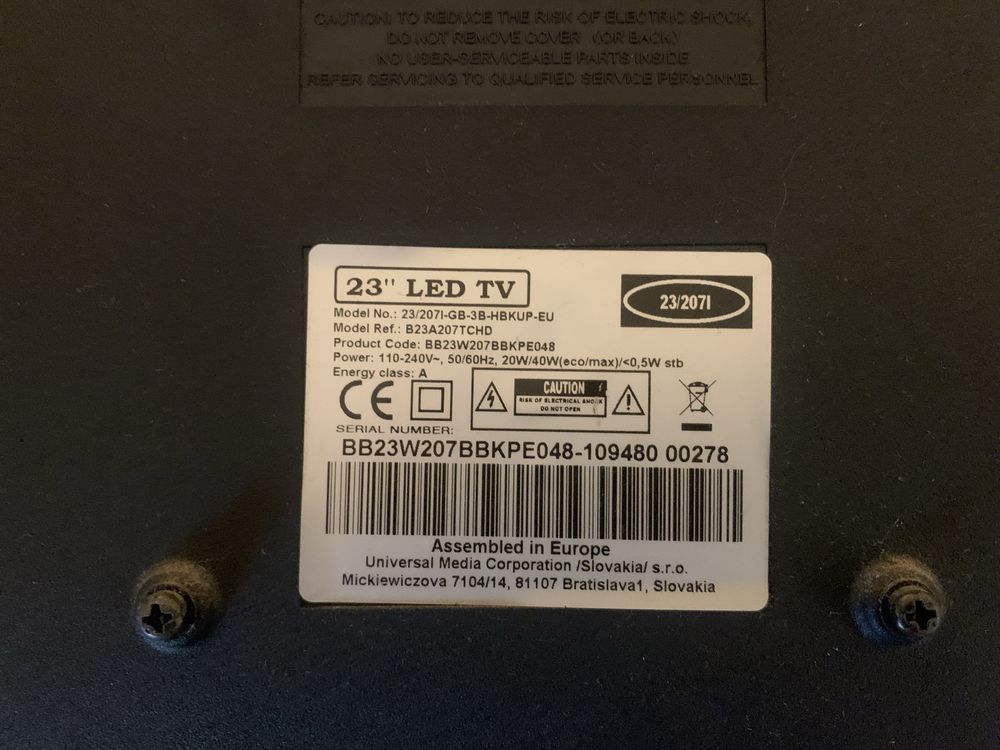 CAUTION: TO REDUCE THE RISK OF ELECTRIC SHOCK,
DO NOT REMOVE COVER (OR BACK)
NO USER-SERVICEABLE PARTS INSIDE
REFER SERVICING TO QUALIFIED SERVICE PERSONNEL
23" LED TV
23/207I
Model No.: 23/207I-GB-3B-HBKUP-EU
Model Ref.: B23A207TCHD
Product Code: BB23W207BBKPE048
Power: 110-240V~, 50/60Hz, 20W/40W(eco/max)/<0,5W stb
Energy class: A
CE
CAUTION
RISK OF ELECTRICAL SHOCK
DO NOT OPEN
SERIAL NUMBER:
BB23W207BBKPE048-109480 00278
Assembled in Europe
Universal Media Corporation /Slovakia/ s.r.o.
Mickiewiczova 7104/14, 81107 Bratislava1, Slovakia